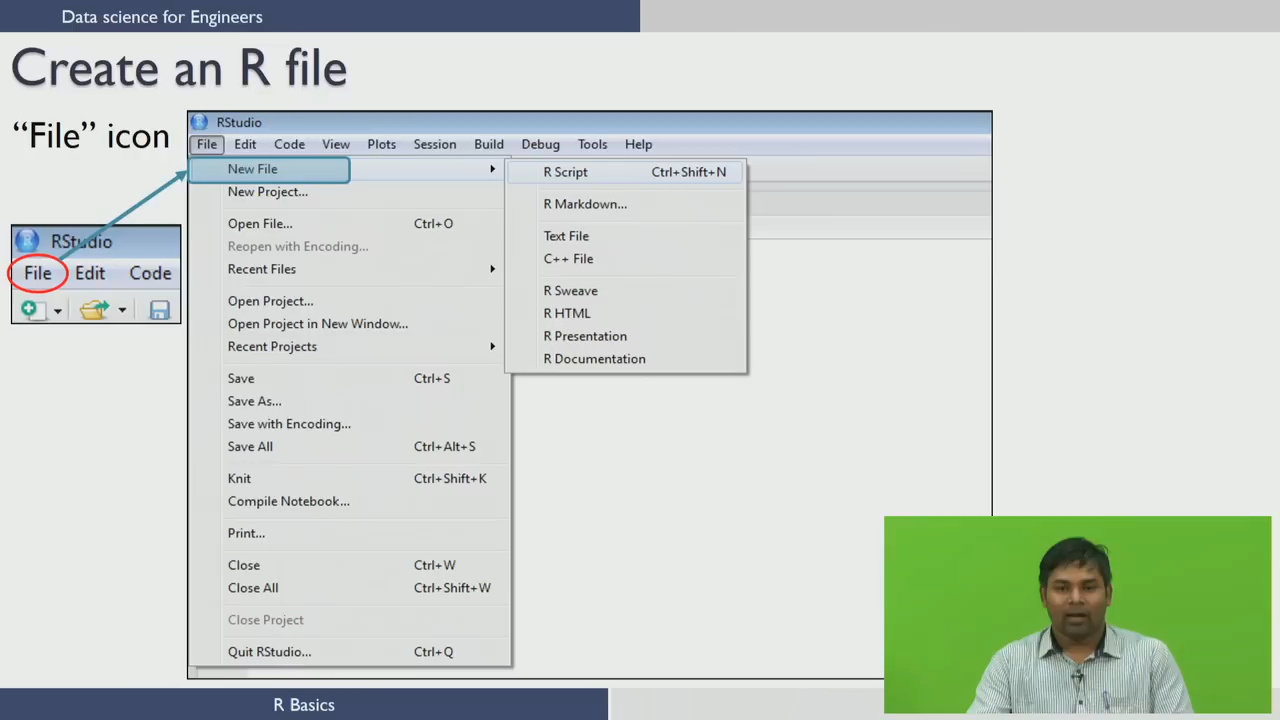 Data science for Engineers
Create an R file
“File” icon
RStudio
File Edit Code
RStudio
File Edit Code View Plots Session Build Debug Tools Help
New File
New Project...
Open File... Ctrl+O
Reopen with Encoding...
Recent Files
Open Project...
Open Project in New Window...
Recent Projects
Save Ctrl+S
Save As...
Save with Encoding...
Save All Ctrl+Alt+S
Knit Ctrl+Shift+K
Compile Notebook...
Print...
Close Ctrl+W
Close All Ctrl+Shift+W
Close Project
Quit RStudio... Ctrl+Q
R Script Ctrl+Shift+N
R Markdown...
Text File
C++ File
R Sweave
R HTML
R Presentation
R Documentation
R Basics